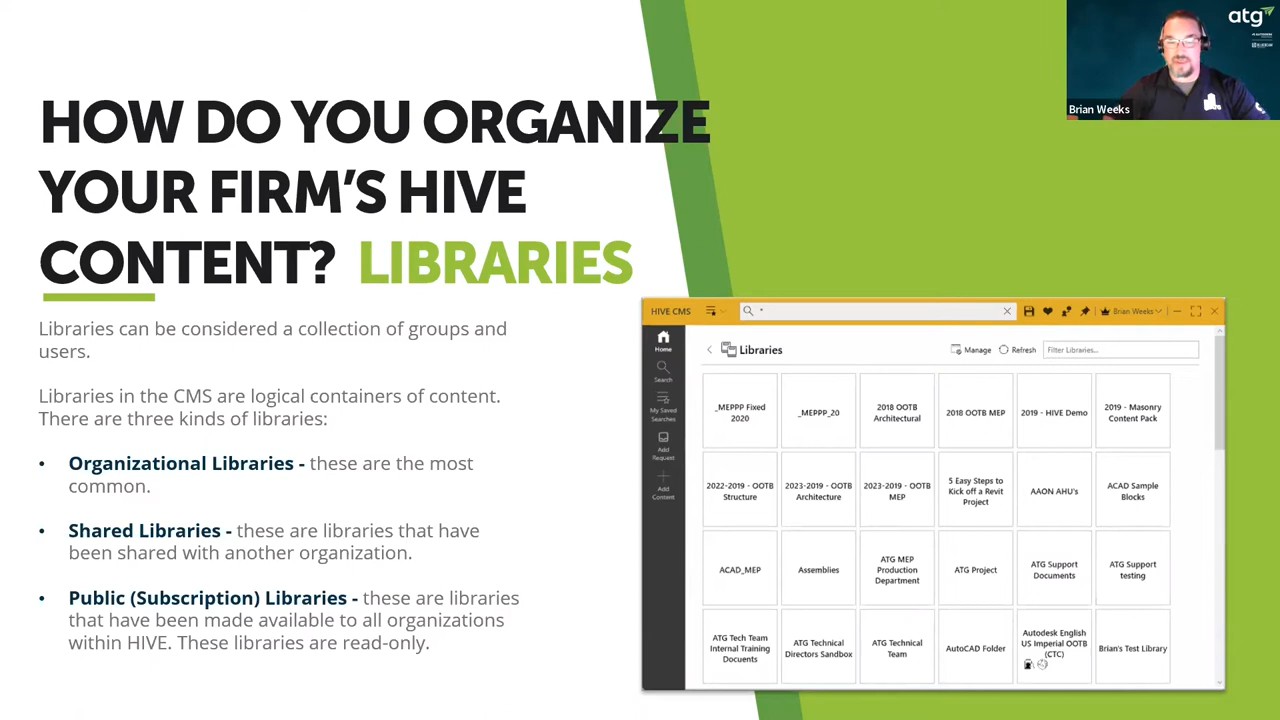 HOW DO YOU ORGANIZE
YOUR FIRM'S HIVE
CONTENT? LIBRARIES
Libraries can be considered a collection of groups and
users.
Libraries in the CMS are logical containers of content.
There are three kinds of libraries:
• Organizational Libraries - these are the most
common.
• Shared Libraries - these are libraries that have
been shared with another organization.
• Public (Subscription) Libraries - these are libraries
that have been made available to all organizations
within HIVE. These libraries are read-only.
atg
Brian Weeks
HIVE CMS
*
Brian Weeks
Home
Search
My Saved
Searches
Add
Request
Add
Content
Libraries
Manage
Refresh
Filter Libraries...
_MEPPP Fixed
2020
_MEPPP_20
2018 OOTB
Architectural
2018 OOTB MEP
2019 - HIVE Demo
2019 - Masonry
Content Pack
2022-2019 - OOTB
Structure
2023-2019 - OOTB
Architecture
2023-2019 - OOTB
MEP
5 Easy Steps to
Kick off a Revit
Project
AAON AHU's
ACAD Sample
Blocks
ACAD_MEP
Assemblies
ATG MEP
Production
Department
ATG Project
ATG Support
Documents
ATG Support
testing
ATG Tech Team
Internal Training
Docuents
ATG Technical
Directors Sandbox
ATG Technical
Team
AutoCAD Folder
Autodesk English
US Imperial OOTB
(CTC)
Brian's Test Library